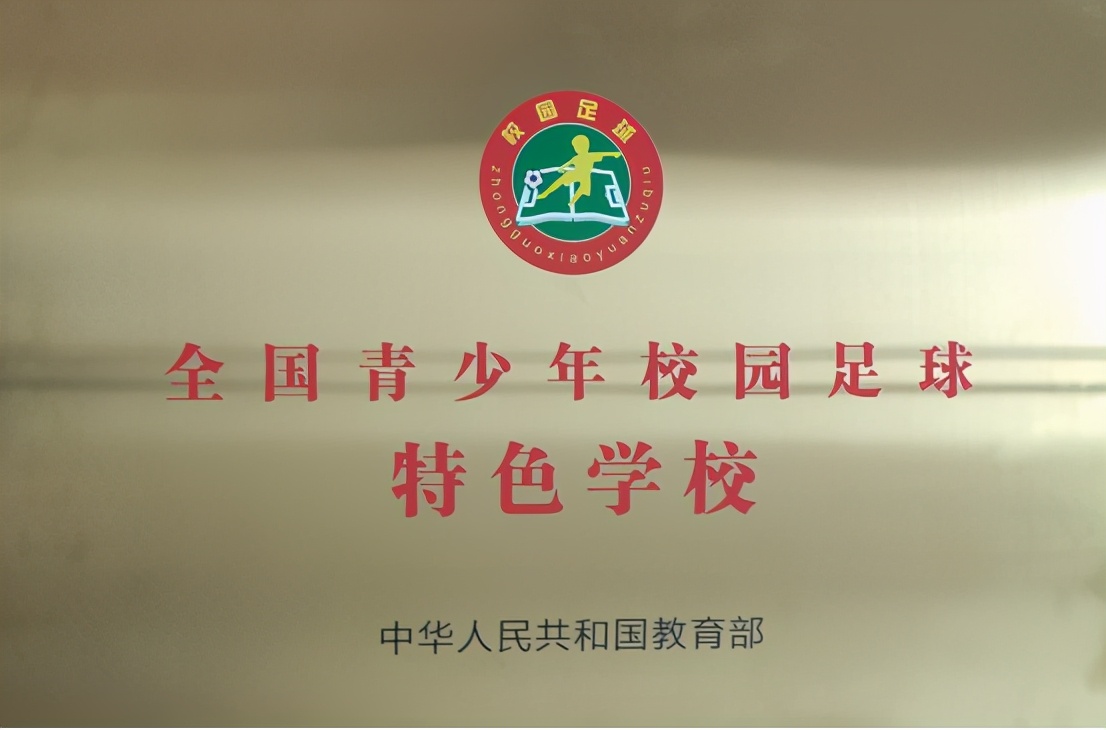 校园足球
zhongguoxiaoyuanzuqiu
全国青少年校园足球
特色学校
中华人民共和国教育部